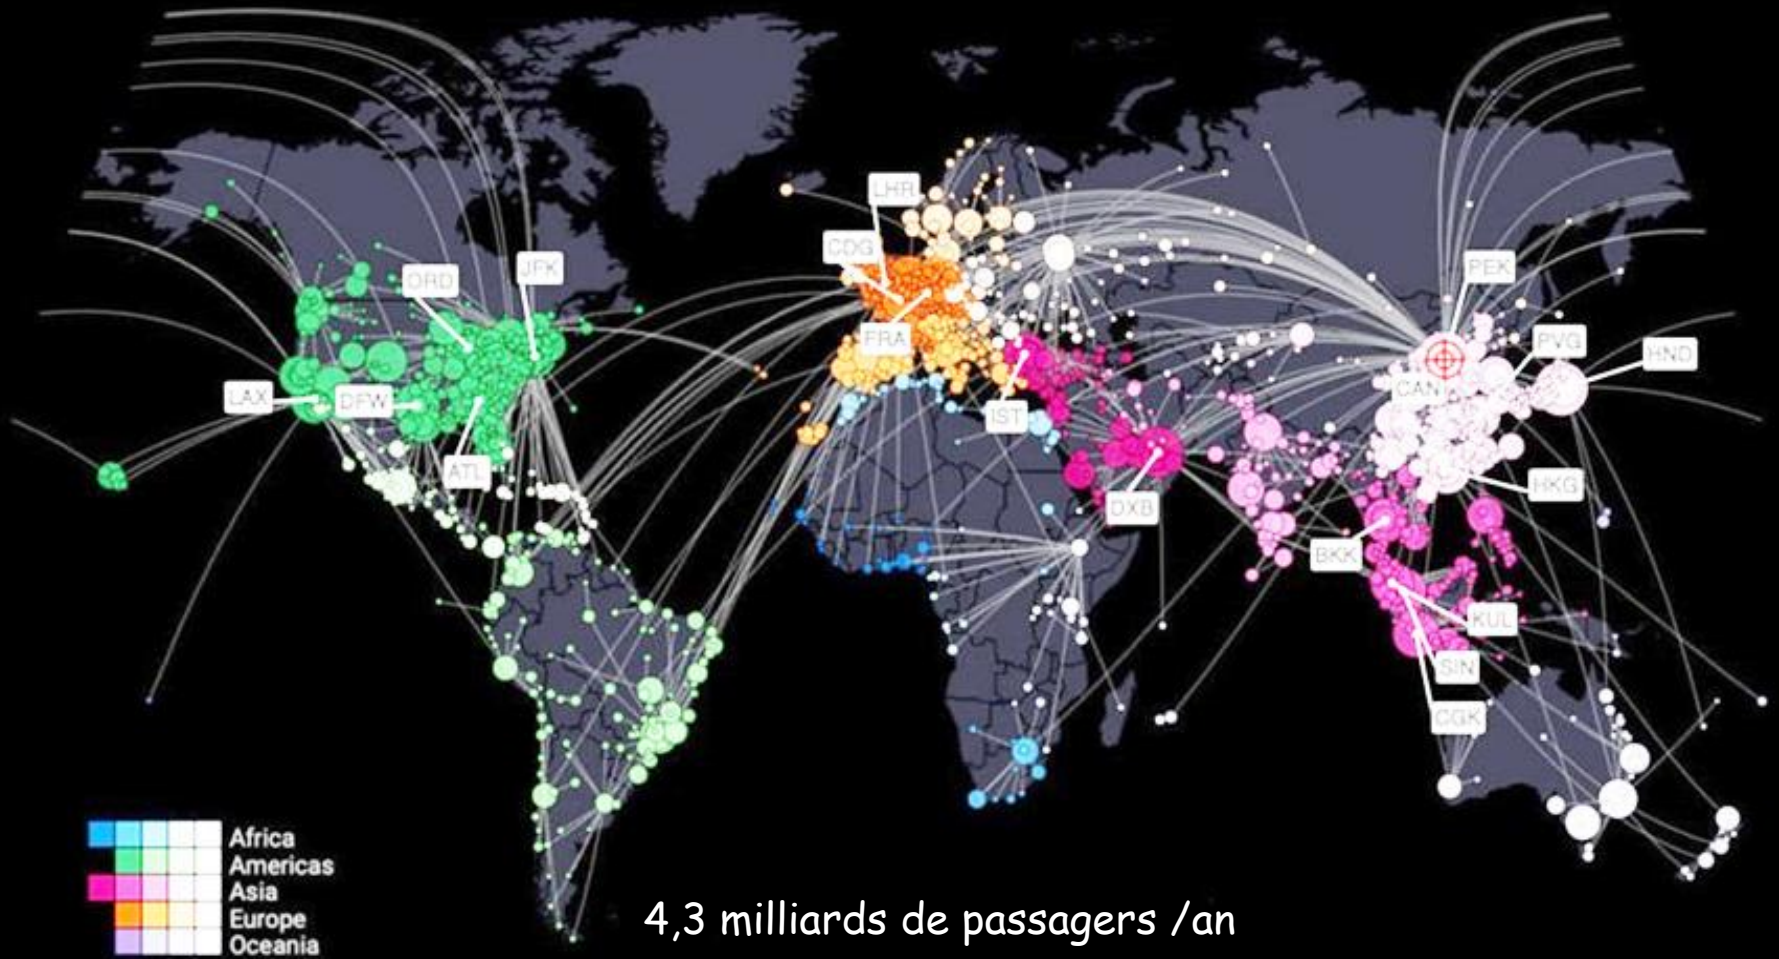 LHR
CDG
JFK
ORD
PEK
FRA
PVG
HND
LAX
DFW
CAN
IST
ATL
HKG
DXB
BKK
KUL
SIN
CGK
Africa
Americas
Asia
Europe
Oceania
4,3 milliards de passagers /an